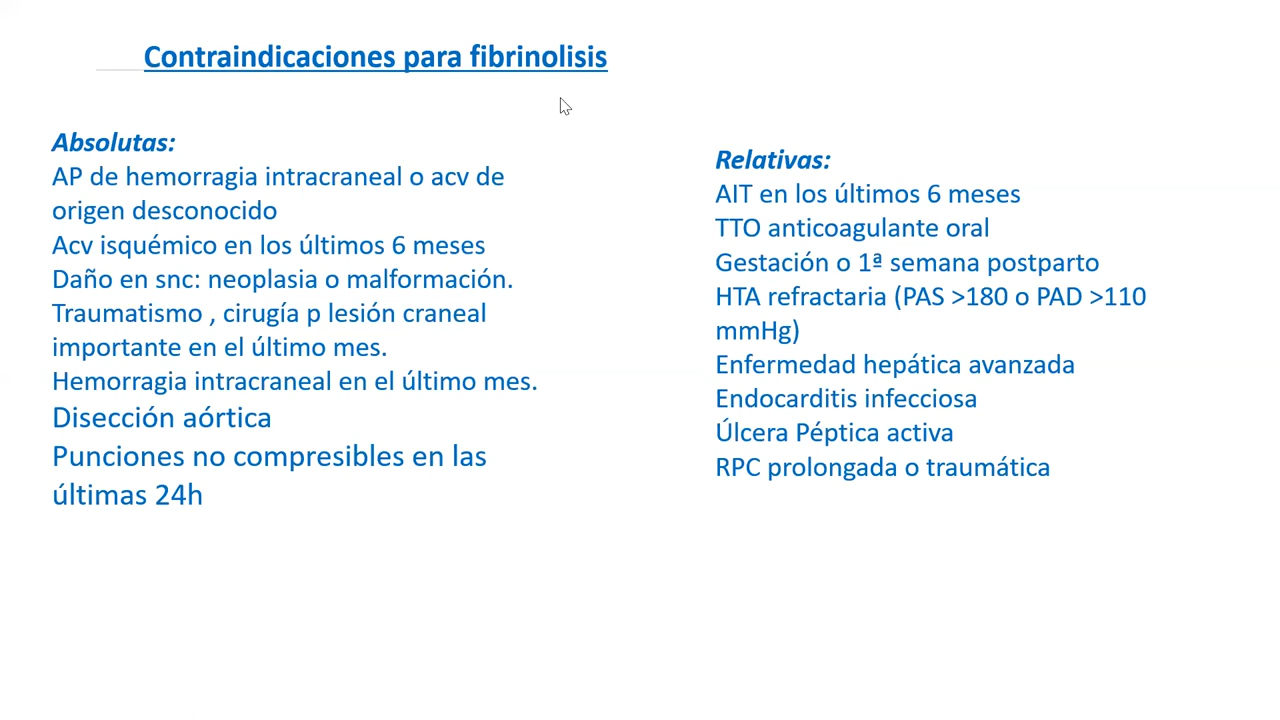 Contraindicaciones para fibrinolisis
Absolutas:
AP de hemorragia intracraneal o acv de
origen desconocido
Acv isquémico en los últimos 6 meses
Daño en snc: neoplasia o malformación.
Traumatismo , cirugía p lesión craneal
importante en el último mes.
Hemorragia intracraneal en el último mes.
Disección aórtica
Punciones no compresibles en las
últimas 24h
Relativas:
AIT en los últimos 6 meses
TTO anticoagulante oral
Gestación o 1ª semana postparto
HTA refractaria (PAS >180 o PAD >110
mmHg)
Enfermedad hepática avanzada
Endocarditis infecciosa
Úlcera Péptica activa
RPC prolongada o traumática